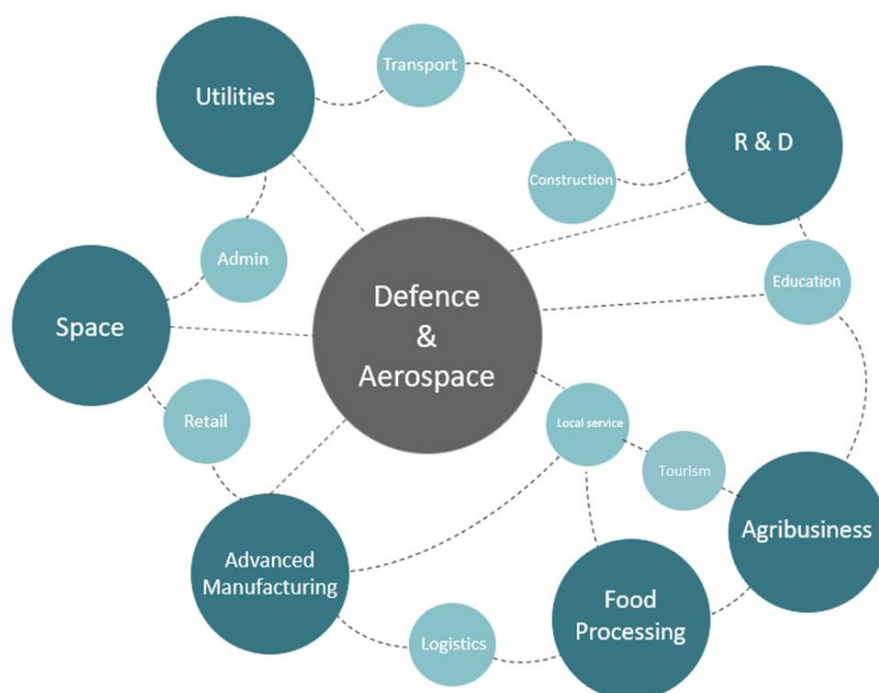 Transport
Utilities
R & D
Construction
Admin
Education
Defence
&
Aerospace
Space
Retail
Local service
Tourism
Agribusiness
Advanced
Manufacturing
Food
Processing
Logistics